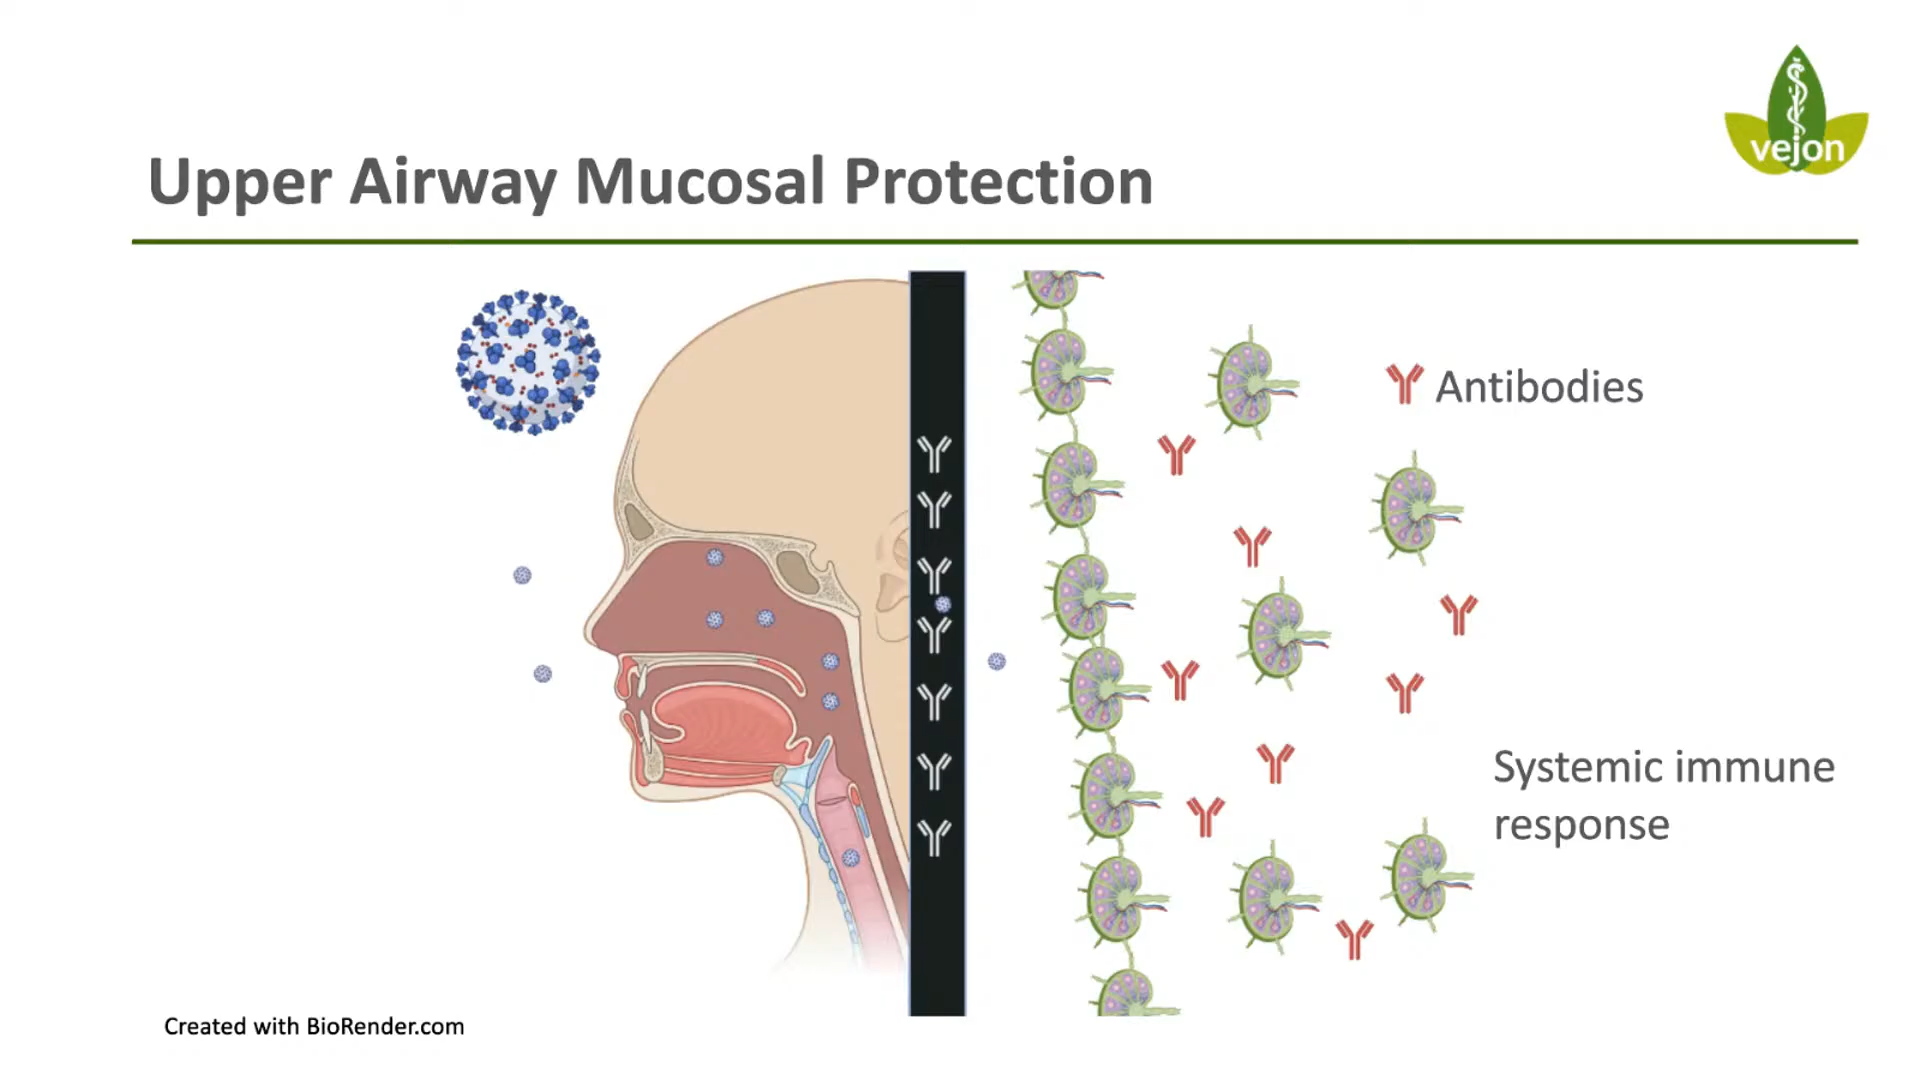 vejon
Upper Airway Mucosal Protection
Antibodies
Systemic immune
response
Created with BioRender.com